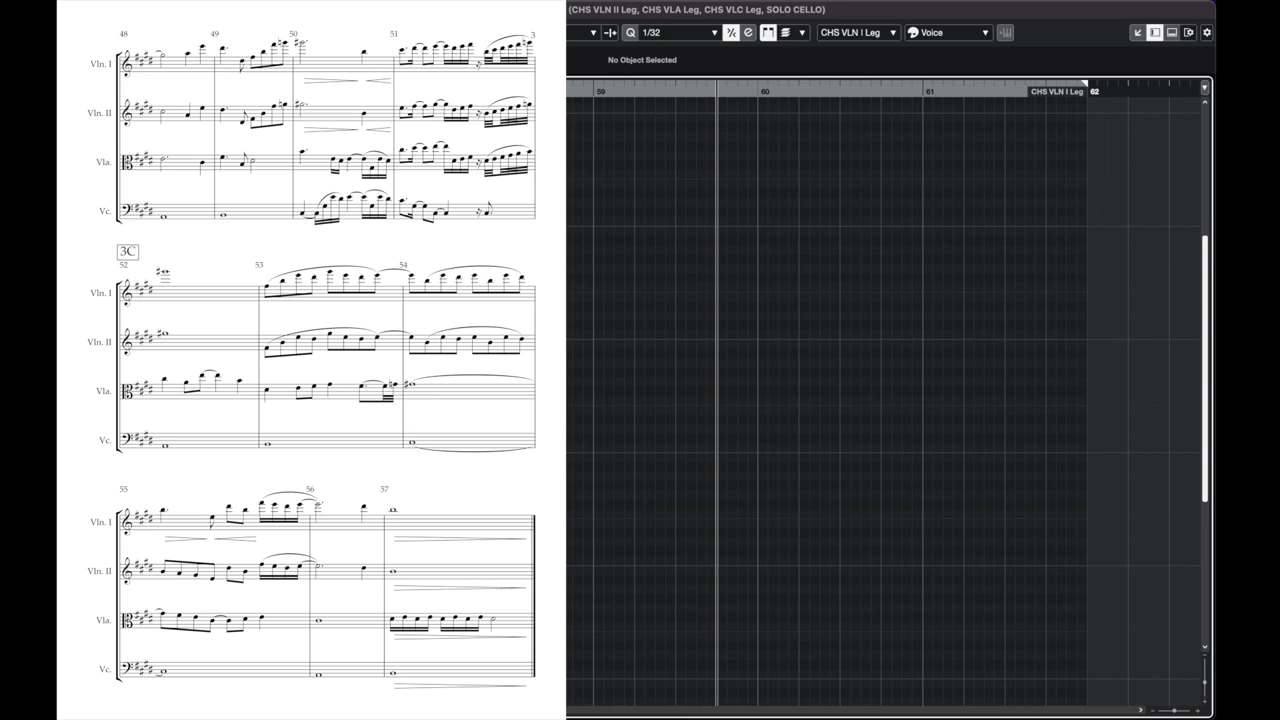 (CHS VLN II Leg, CHS VLA Leg, CHS VLC Leg, SOLO CELLO)
1/32 CHS VLN I Leg Voice
No Object Selected
59 60 61 CHS VLN I Leg 62
48 49 50 51 3
Vln. I
Vln. II
Vla.
Vc.
3C
52 53 54
Vln. I
Vln. II
Vla.
Vc.
55 56 57
Vln. I
Vln. II
Vla.
Vc.